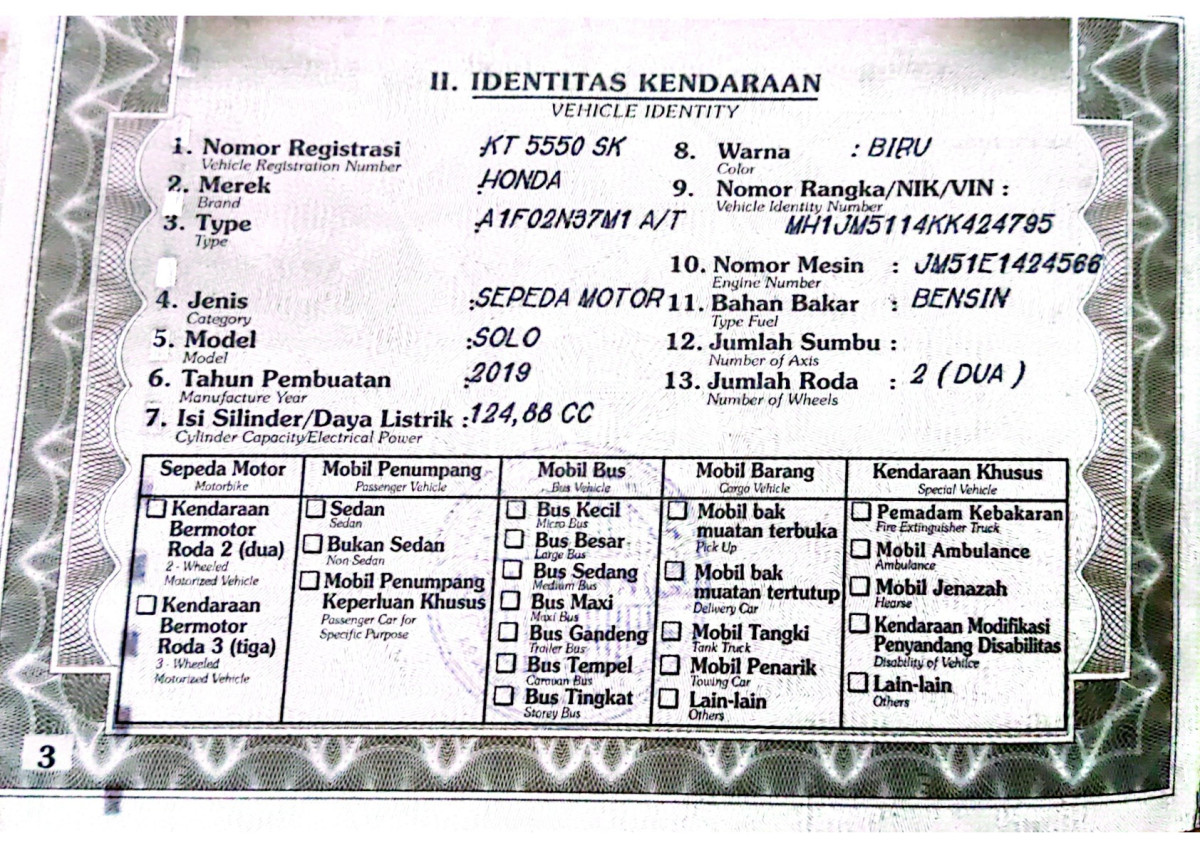 II. IDENTITAS KENDARAAN
VEHICLE IDENTITY
1. Nomor Registrasi : KT 5550 SK
Vehicle Registration Number
2. Merek : HONDA
Brand
3. Type : A1F02N37M1 A/T
Type
4. Jenis : SEPEDA MOTOR
Category
5. Model : SOLO
Model
6. Tahun Pembuatan : 2019
Manufacture Year
7. Isi Silinder/Daya Listrik : 124,88 CC
Cylinder Capacity/Electrical Power
8. Warna : BIRU
Color
9. Nomor Rangka/NIK/VIN :
Vehicle Identity Number
MH1JM5114KK424795
10. Nomor Mesin : JM51E1424566
Engine Number
11. Bahan Bakar : BENSIN
Type Fuel
12. Jumlah Sumbu :
Number of Axis
13. Jumlah Roda : 2 ( DUA )
Number of Wheels
Sepeda Motor
Motorbike
Kendaraan
Bermotor
Roda 2 (dua)
2 - Wheeled
Motorized Vehicle
Kendaraan
Bermotor
Roda 3 (tiga)
3 - Wheeled
Motorized Vehicle
Mobil Penumpang
Passenger Vehicle
Sedan
Sedan
Bukan Sedan
Non Sedan
Mobil Penumpang
Keperluan Khusus
Passenger Car for
Specific Purpose
Mobil Bus
Bus Vehicle
Bus Kecil
Micro Bus
Bus Besar
Large Bus
Bus Sedang
Medium Bus
Bus Maxi
Maxi Bus
Bus Gandeng
Trailer Bus
Bus Tempel
Caravan Bus
Bus Tingkat
Storey Bus
Mobil Barang
Cargo Vehicle
Mobil bak
muatan terbuka
Pick Up
Mobil bak
muatan tertutup
Delivery Car
Mobil Tangki
Tank Truck
Mobil Penarik
Towing Car
Lain-lain
Others
Kendaraan Khusus
Special Vehicle
Pemadam Kebakaran
Fire Extinguisher Truck
Mobil Ambulance
Ambulance
Mobil Jenazah
Hearse
Kendaraan Modifikasi
Penyandang Disabilitas
Disability of Vehilce
Lain-lain
Others
3